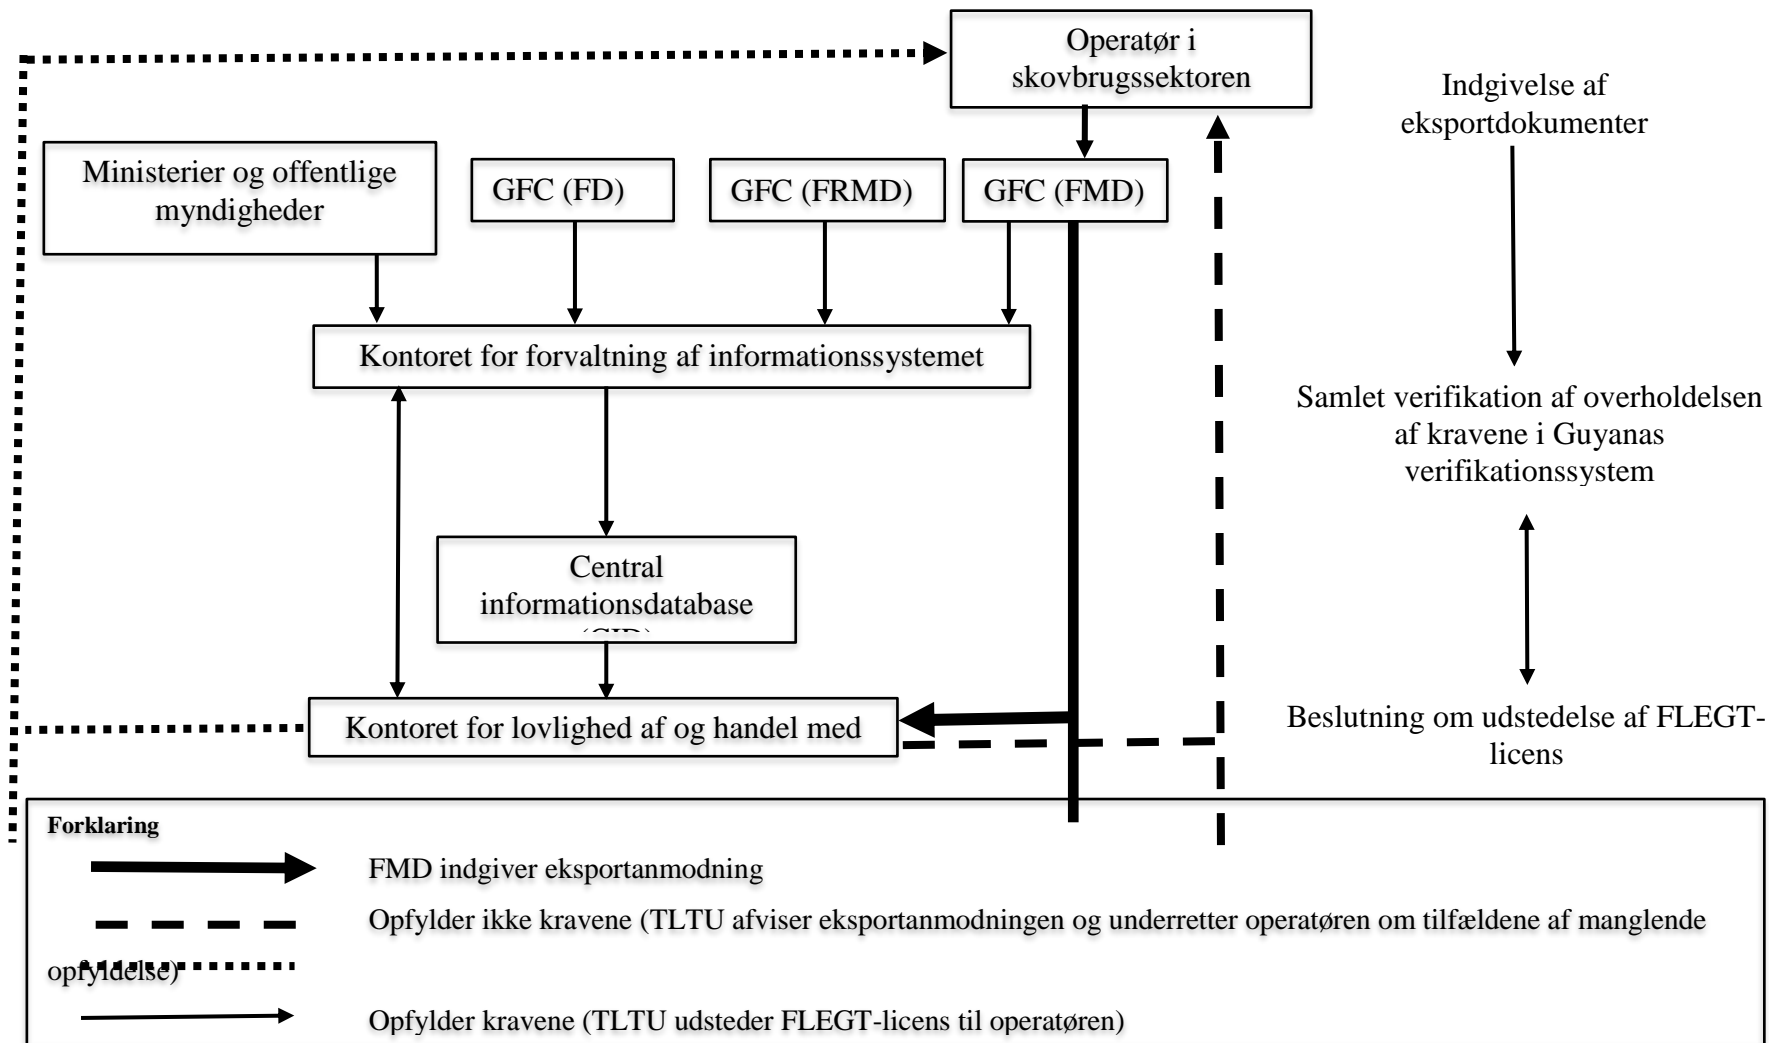 Operatør i
skovbrugssektoren
Indgivelse af
eksportdokumenter
Ministerier og offentlige
myndigheder
GFC (FD)
GFC (FRMD)
GFC (FMD)
Kontoret for forvaltning af informationssystemet
Samlet verifikation af overholdelsen
af kravene i Guyanas
verifikationssystem
Central
informationsdatabase
Kontoret for lovlighed af og handel med
Beslutning om udstedelse af FLEGT-
licens
Forklaring
FMD indgiver eksportanmodning
Opfylder ikke kravene (TLTU afviser eksportanmodningen og underretter operatøren om tilfældene af manglende
opfyldelse)
Opfylder kravene (TLTU udsteder FLEGT-licens til operatøren)